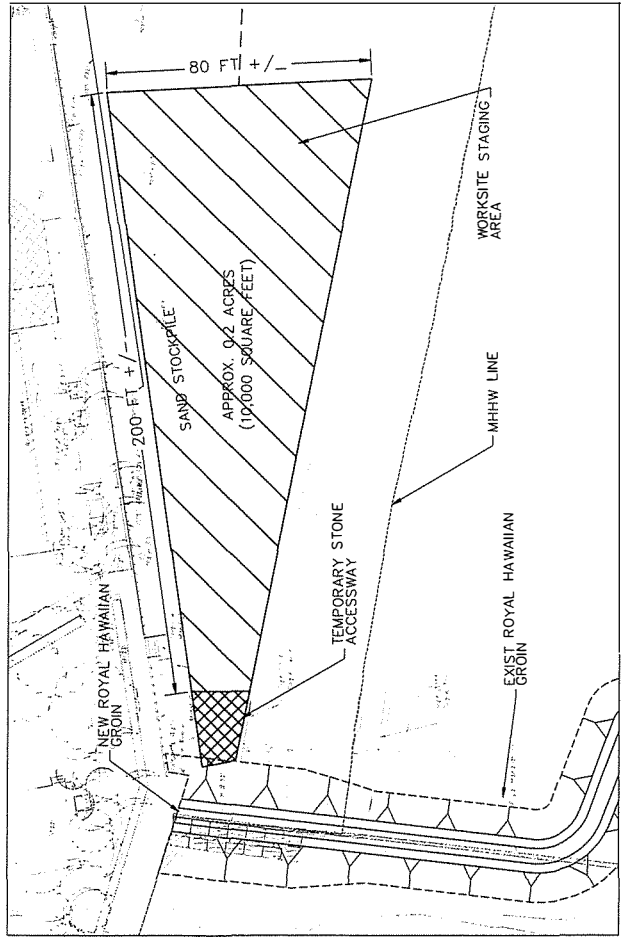 80 FT +/_
200 FT +/_
SAND STOCKPILE
APPROX. 0.2 ACRES
(10,000 SQUARE FEET)
WORKSITE STAGING
AREA
MHHW LINE
TEMPORARY STONE
ACCESSWAY
NEW ROYAL HAWAIIAN
GROIN
EXIST ROYAL HAWAIIAN
GROIN